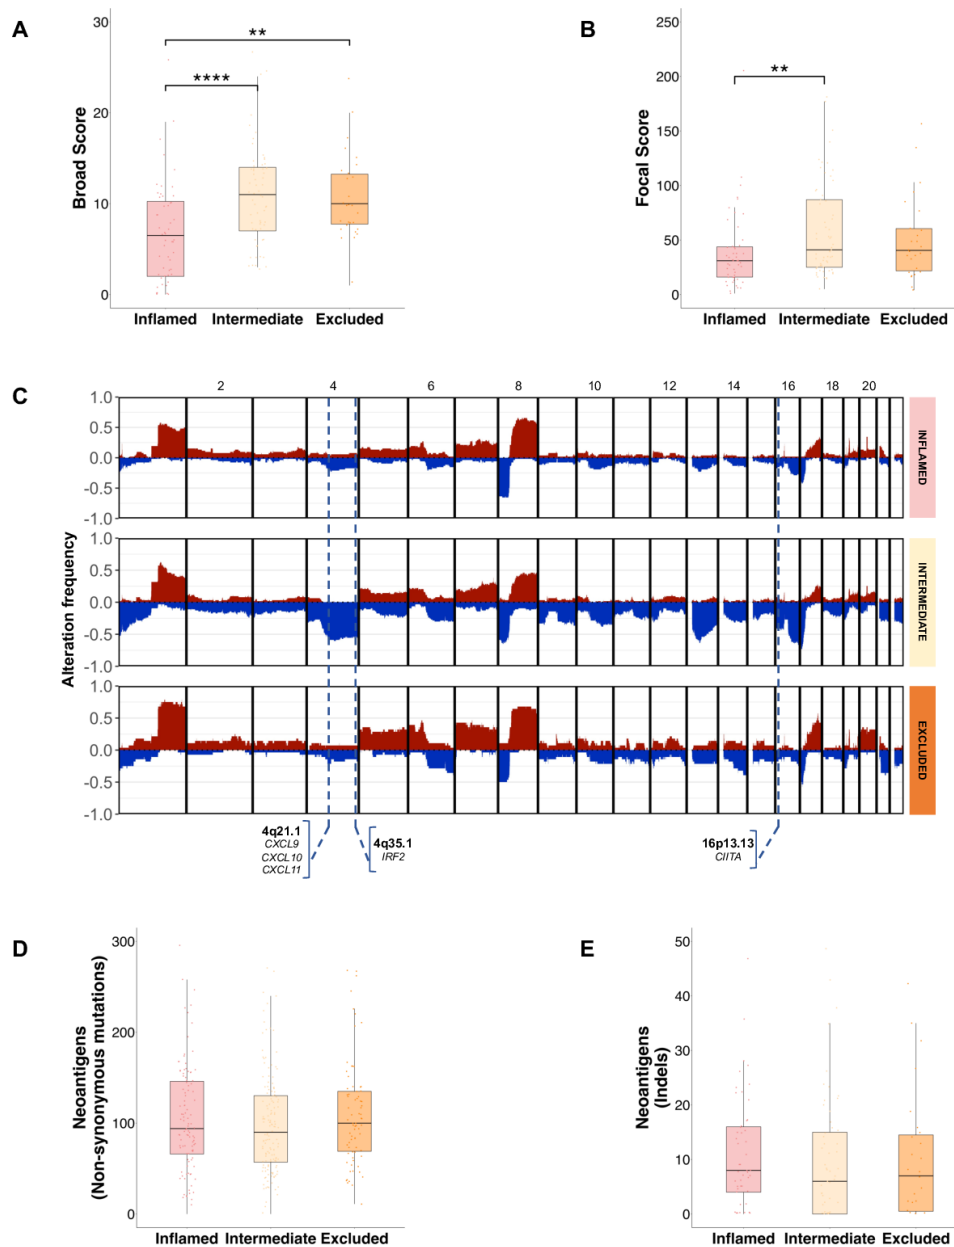 A
Broad Score
30
20
10
0
**
****
Inflamed
Intermediate
Excluded
B
Focal Score
250
200
150
100
50
0
**
Inflamed
Intermediate
Excluded
C
2
4
6
8
10
12
14
16
18
20
Alteration frequency
1.0
0.5
0.0
-0.5
-1.0
INFLAMED
1.0
0.5
0.0
-0.5
-1.0
INTERMEDIATE
1.0
0.5
0.0
-0.5
-1.0
EXCLUDED
4q21.1
CXCL9
CXCL10
CXCL11
4q35.1
IRF2
16p13.13
CIITA
D
Neoantigens
(Non-synonymous mutations)
300
200
100
0
Inflamed
Intermediate
Excluded
E
Neoantigens
(Indels)
50
40
30
20
10
0
Inflamed
Intermediate
Excluded